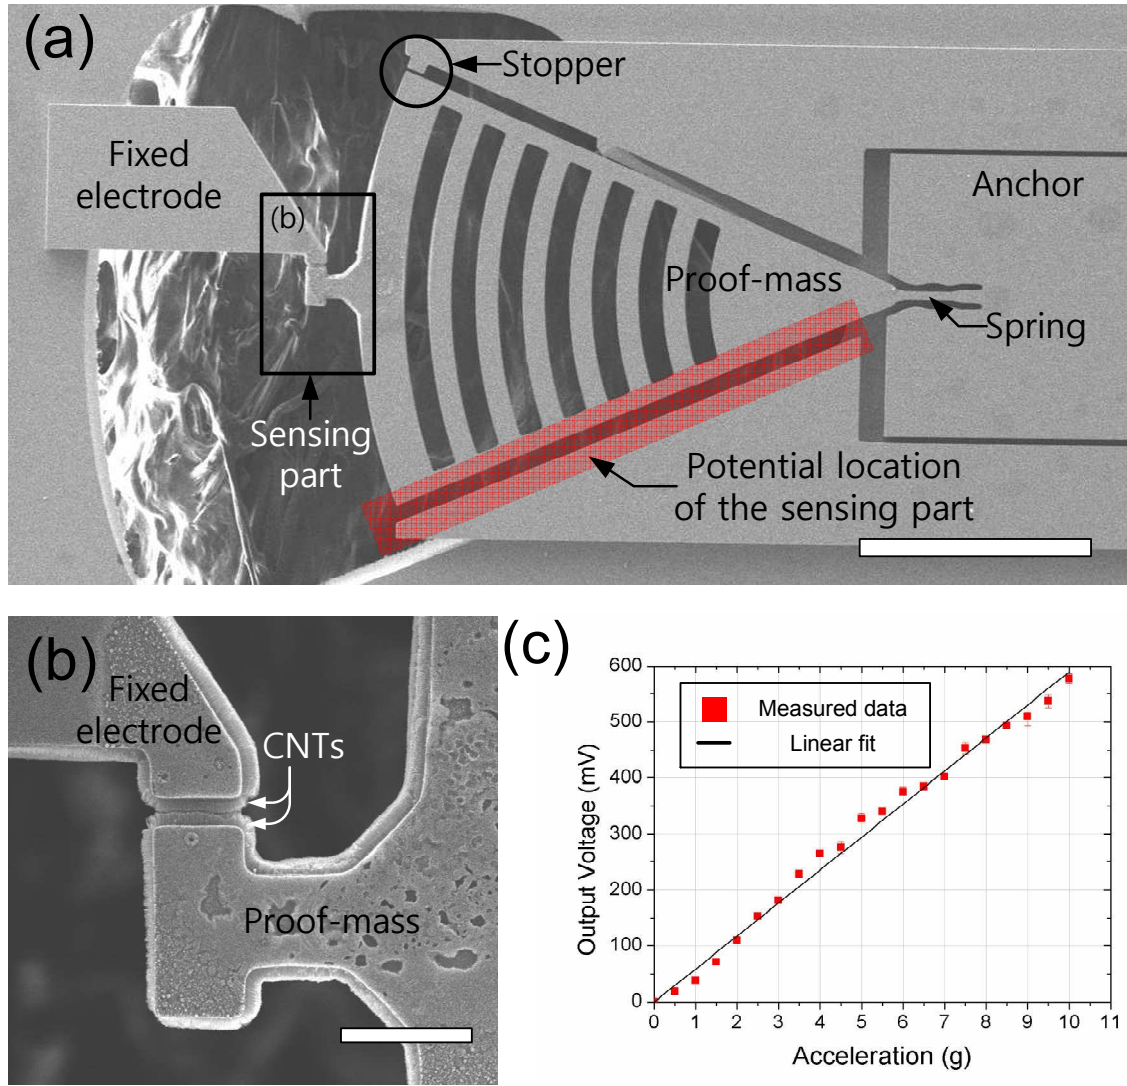 (a)
Stopper
Fixed
electrode
Anchor
(b)
Proof-mass
Spring
Sensing
part
Potential location
of the sensing part
(b)
Fixed
electrode
CNTs
Proof-mass
(c)
600
500
400
300
200
100
0
Output Voltage (mV)
Measured data
Linear fit
0 1 2 3 4 5 6 7 8 9 10 11
Acceleration (g)